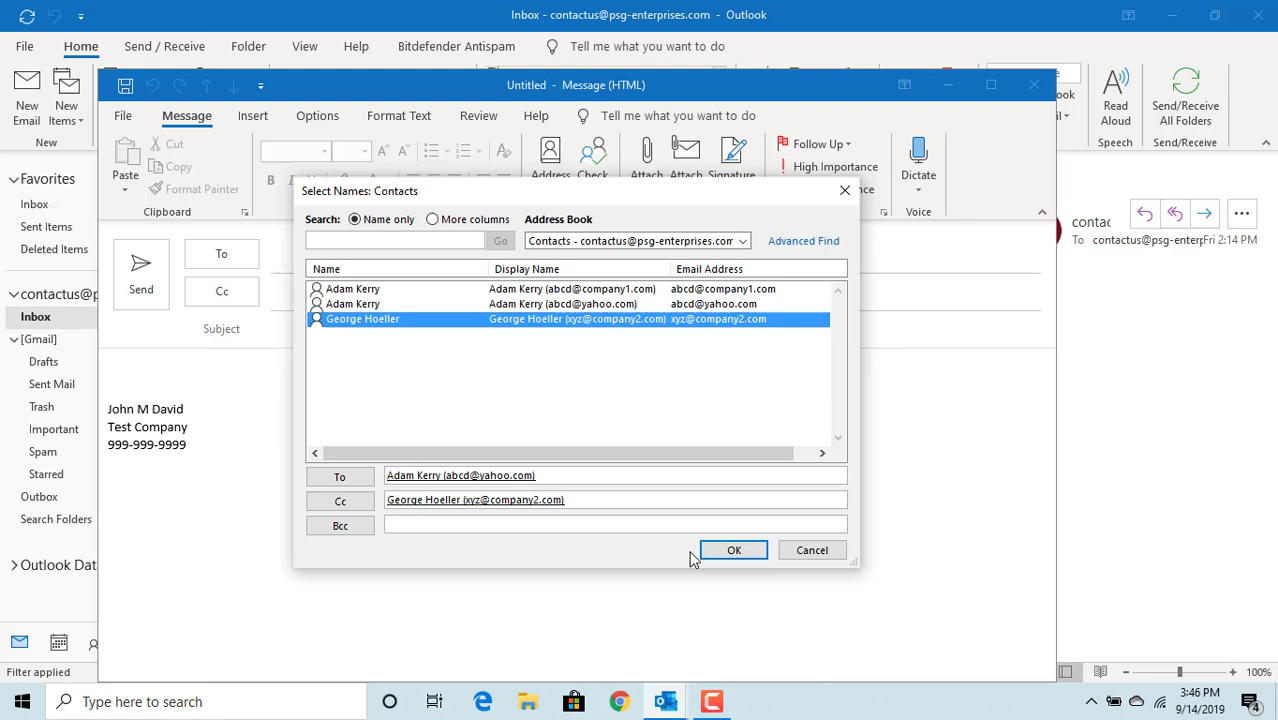 Inbox - contactus@psg-enterprises.com - Outlook
File Home Send / Receive Folder View Help Bitdefender Antispam Tell me what you want to do
Untitled - Message (HTML)
New Email
New Items
New
Read Aloud
Speech
Send/Receive All Folders
Send/Receive
File Message Insert Options Format Text Review Help Tell me what you want to do
Paste
Cut
Copy
Format Painter
Clipboard
B
Address
Check
Attach
Attach
Signature
Follow Up
High Importance
Dictate
Voice
Favorites
Inbox
Sent Items
Deleted Items
contactus@p
Inbox
[Gmail]
Drafts
Sent Mail
Trash
Important
Spam
Starred
Outbox
Search Folders
Outlook Dat
Send
To
Cc
Subject
John M David
Test Company
999-999-9999
Select Names: Contacts
Search: Name only More columns Address Book
Go Contacts - contactus@psg-enterprises.com Advanced Find
Name Display Name Email Address
Adam Kerry Adam Kerry (abcd@company1.com) abcd@company1.com
Adam Kerry Adam Kerry (abcd@yahoo.com) abcd@yahoo.com
George Hoeller George Hoeller (xyz@company2.com) xyz@company2.com
To Adam Kerry (abcd@yahoo.com)
Cc George Hoeller (xyz@company2.com)
Bcc
OK Cancel
contac
To contactus@psg-enterp Fri 2:14 PM
Filter applied
100%
Type here to search
3:46 PM
9/14/2019
4